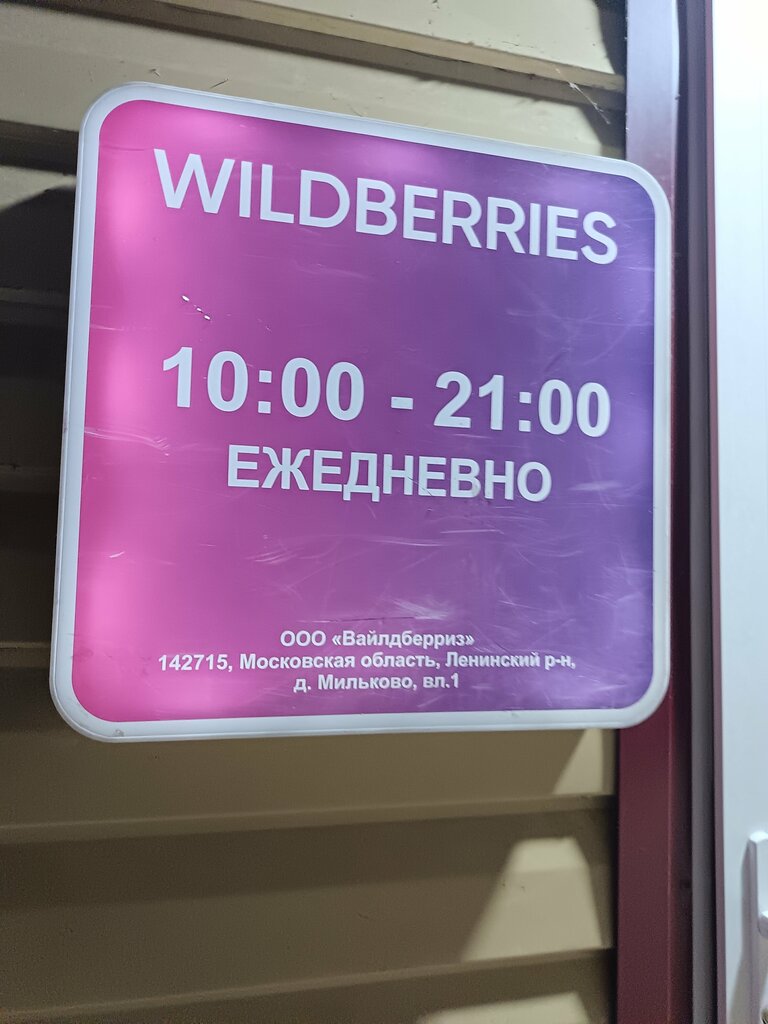 WILDBERRIES
10:00 - 21:00
ЕЖЕДНЕВНО
ООО «Вайлдберриз»
142715, Московская область, Ленинский р-н,
д. Мильково, вл.1